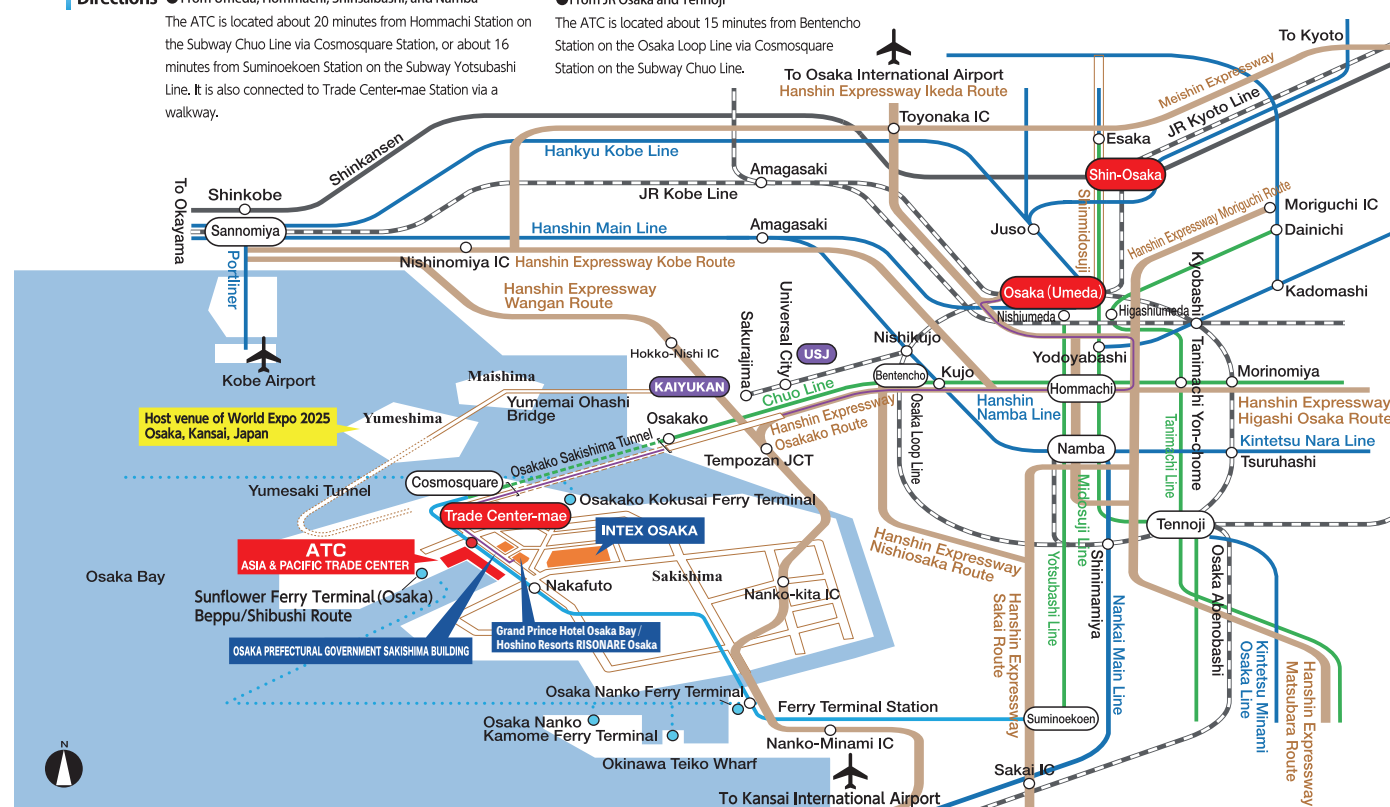 Directions
●From Umeda, Hommachi, Shinsaibashi, and Namba
The ATC is located about 20 minutes from Hommachi Station on
the Subway Chuo Line via Cosmosquare Station, or about 16
minutes from Suminoekoen Station on the Subway Yotsubashi
Line. It is also connected to Trade Center-mae Station via a
walkway.
●From JR Osaka and Tennoji
The ATC is located about 15 minutes from Bentencho
Station on the Osaka Loop Line via Cosmosquare
Station on the Subway Chuo Line.
To Kyoto
To Osaka International Airport
Hanshin Expressway Ikeda Route
Meishin Expressway
JR Kyoto Line
Toyonaka IC
Esaka
Shinkansen
Hankyu Kobe Line
Amagasaki
Shin-Osaka
To Okayama
Shinkobe
JR Kobe Line
Shinmidosuji
Hanshin Expressway Moriguchi Route
Moriguchi IC
Sannomiya
Hanshin Main Line
Amagasaki
Juso
Dainichi
Portliner
Nishinomiya IC
Hanshin Expressway Kobe Route
Kyobashi
Hanshin Expressway
Wangan Route
Universal City
Osaka (Umeda)
Kadomashi
Sakurajima
Nishiumeda
Higashiumeda
Hokko-Nishi IC
USJ
Nishikujo
Yodoyabashi
Tanimachi Yon-chome
Kobe Airport
Maishima
KAIYUKAN
Chuo Line
Bentencho
Kujo
Hommachi
Morinomiya
Yumemai Ohashi
Bridge
Hanshin
Namba Line
Hanshin Expressway
Higashi Osaka Route
Host venue of World Expo 2025
Osaka, Kansai, Japan
Yumeshima
Osakako
Hanshin Expressway
Osakako Route
Osaka Loop Line
Tanimachi Line
Kintetsu Nara Line
Osakako Sakishima Tunnel
Tempozan JCT
Namba
Tsuruhashi
Yumesaki Tunnel
Cosmosquare
Osakako Kokusai Ferry Terminal
Midosuji Line
Trade Center-mae
INTEX OSAKA
Tennoji
ATC
ASIA & PACIFIC TRADE CENTER
Hanshin Expressway
Nishiosaka Route
Osaka Bay
Sakishima
Yotsubashi Line
Shinimamiya
Osaka Abenobashi
Sunflower Ferry Terminal (Osaka)
Beppu/Shibushi Route
Nakafuto
Nanko-kita IC
Hanshin Expressway
Sakai Route
Nankai Main Line
Grand Prince Hotel Osaka Bay /
Hoshino Resorts RISONARE Osaka
OSAKA PREFECTURAL GOVERNMENT SAKISHIMA BUILDING
Kintetsu Minami
Osaka Line
Hanshin Expressway
Matsubara Route
Osaka Nanko Ferry Terminal
Ferry Terminal Station
Suminoekoen
Osaka Nanko
Kamome Ferry Terminal
Nanko-Minami IC
Okinawa Teiko Wharf
N
Sakai IC
To Kansai International Airport